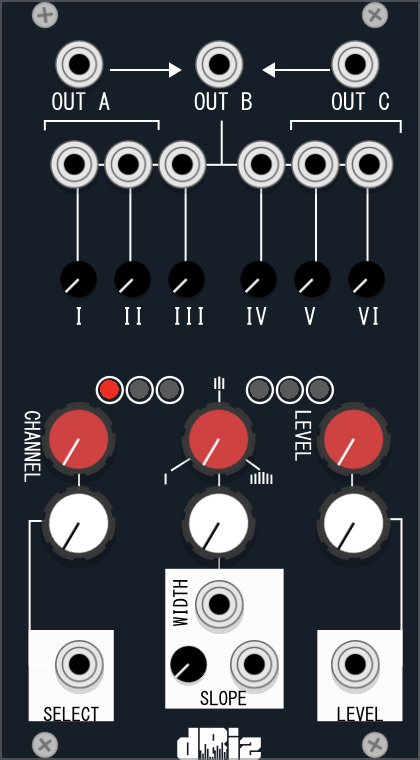 OUT A
OUT B
OUT C
I
II
III
IV
V
VI
CHANNEL
LEVEL
WIDTH
SLOPE
SELECT
LEVEL
dRiz